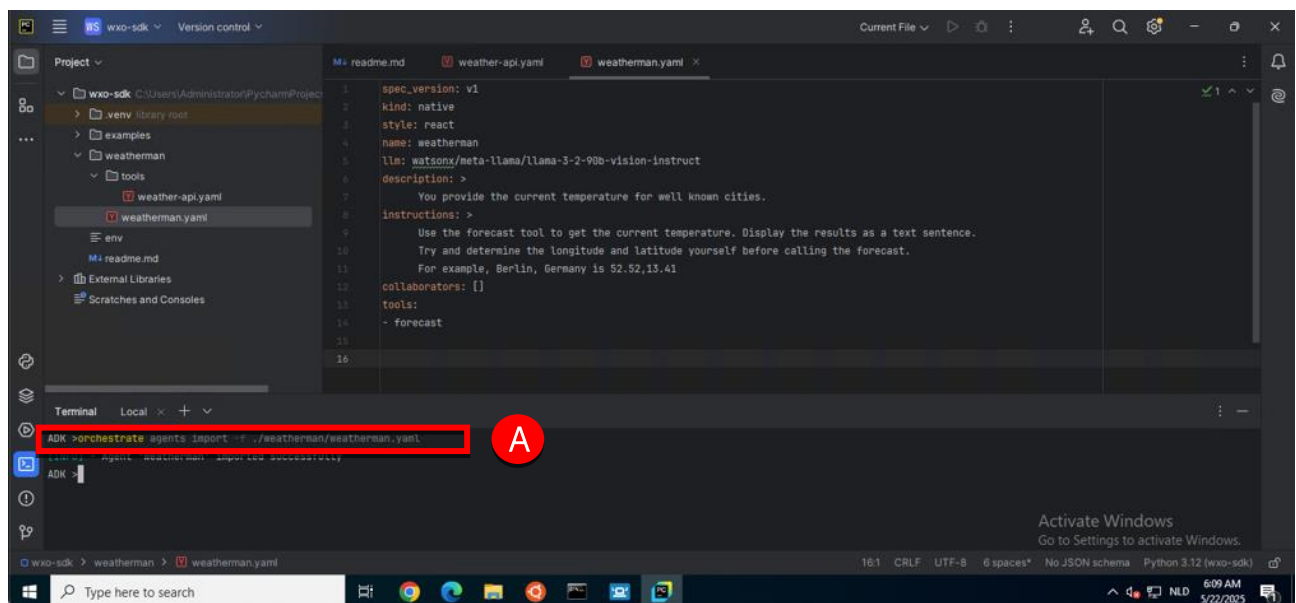 PC WS wxo-sdk Version control Current File
Project
M↓ readme.md weather-api.yaml weatherman.yaml
wxo-sdk C:\Users\Administrator\PycharmProjec
.venv library root
examples
weatherman
tools
weather-api.yaml
weatherman.yaml
env
M↓ readme.md
External Libraries
Scratches and Consoles
1 spec_version: v1
2 kind: native
3 style: react
4 name: weatherman
5 llm: watsonx/meta-llama/llama-3-2-90b-vision-instruct
6 description: >
7 You provide the current temperature for well known cities.
8 instructions: >
9 Use the forecast tool to get the current temperature. Display the results as a text sentence.
10 Try and determine the longitude and latitude yourself before calling the forecast.
11 For example, Berlin, Germany is 52.52,13.41
12 collaborators: []
13 tools:
14 - forecast
15
16
1
Terminal Local
ADK >orchestrate agents import -f ./weatherman/weatherman.yaml
A
[INFO] - Agent 'weatherman' imported successfully
ADK >
Activate Windows
Go to Settings to activate Windows.
wxo-sdk > weatherman > weatherman.yaml 16:1 CRLF UTF-8 6 spaces* No JSON schema Python 3.12 (wxo-sdk)
Type here to search NLD 6:09 AM
5/22/2025